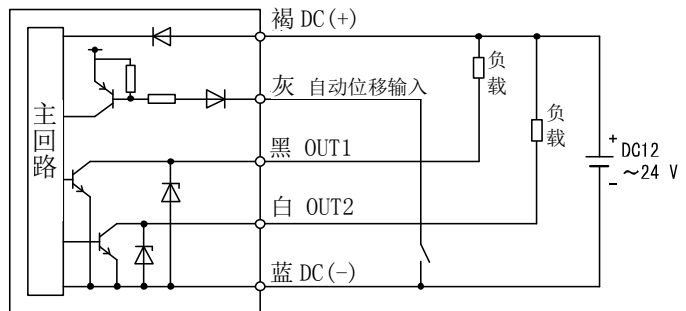 褐 DC(+)
负载
灰 自动位移输入
主回路
负载
黑 OUT1
+ DC12
～24 V
-
白 OUT2
蓝 DC(-)